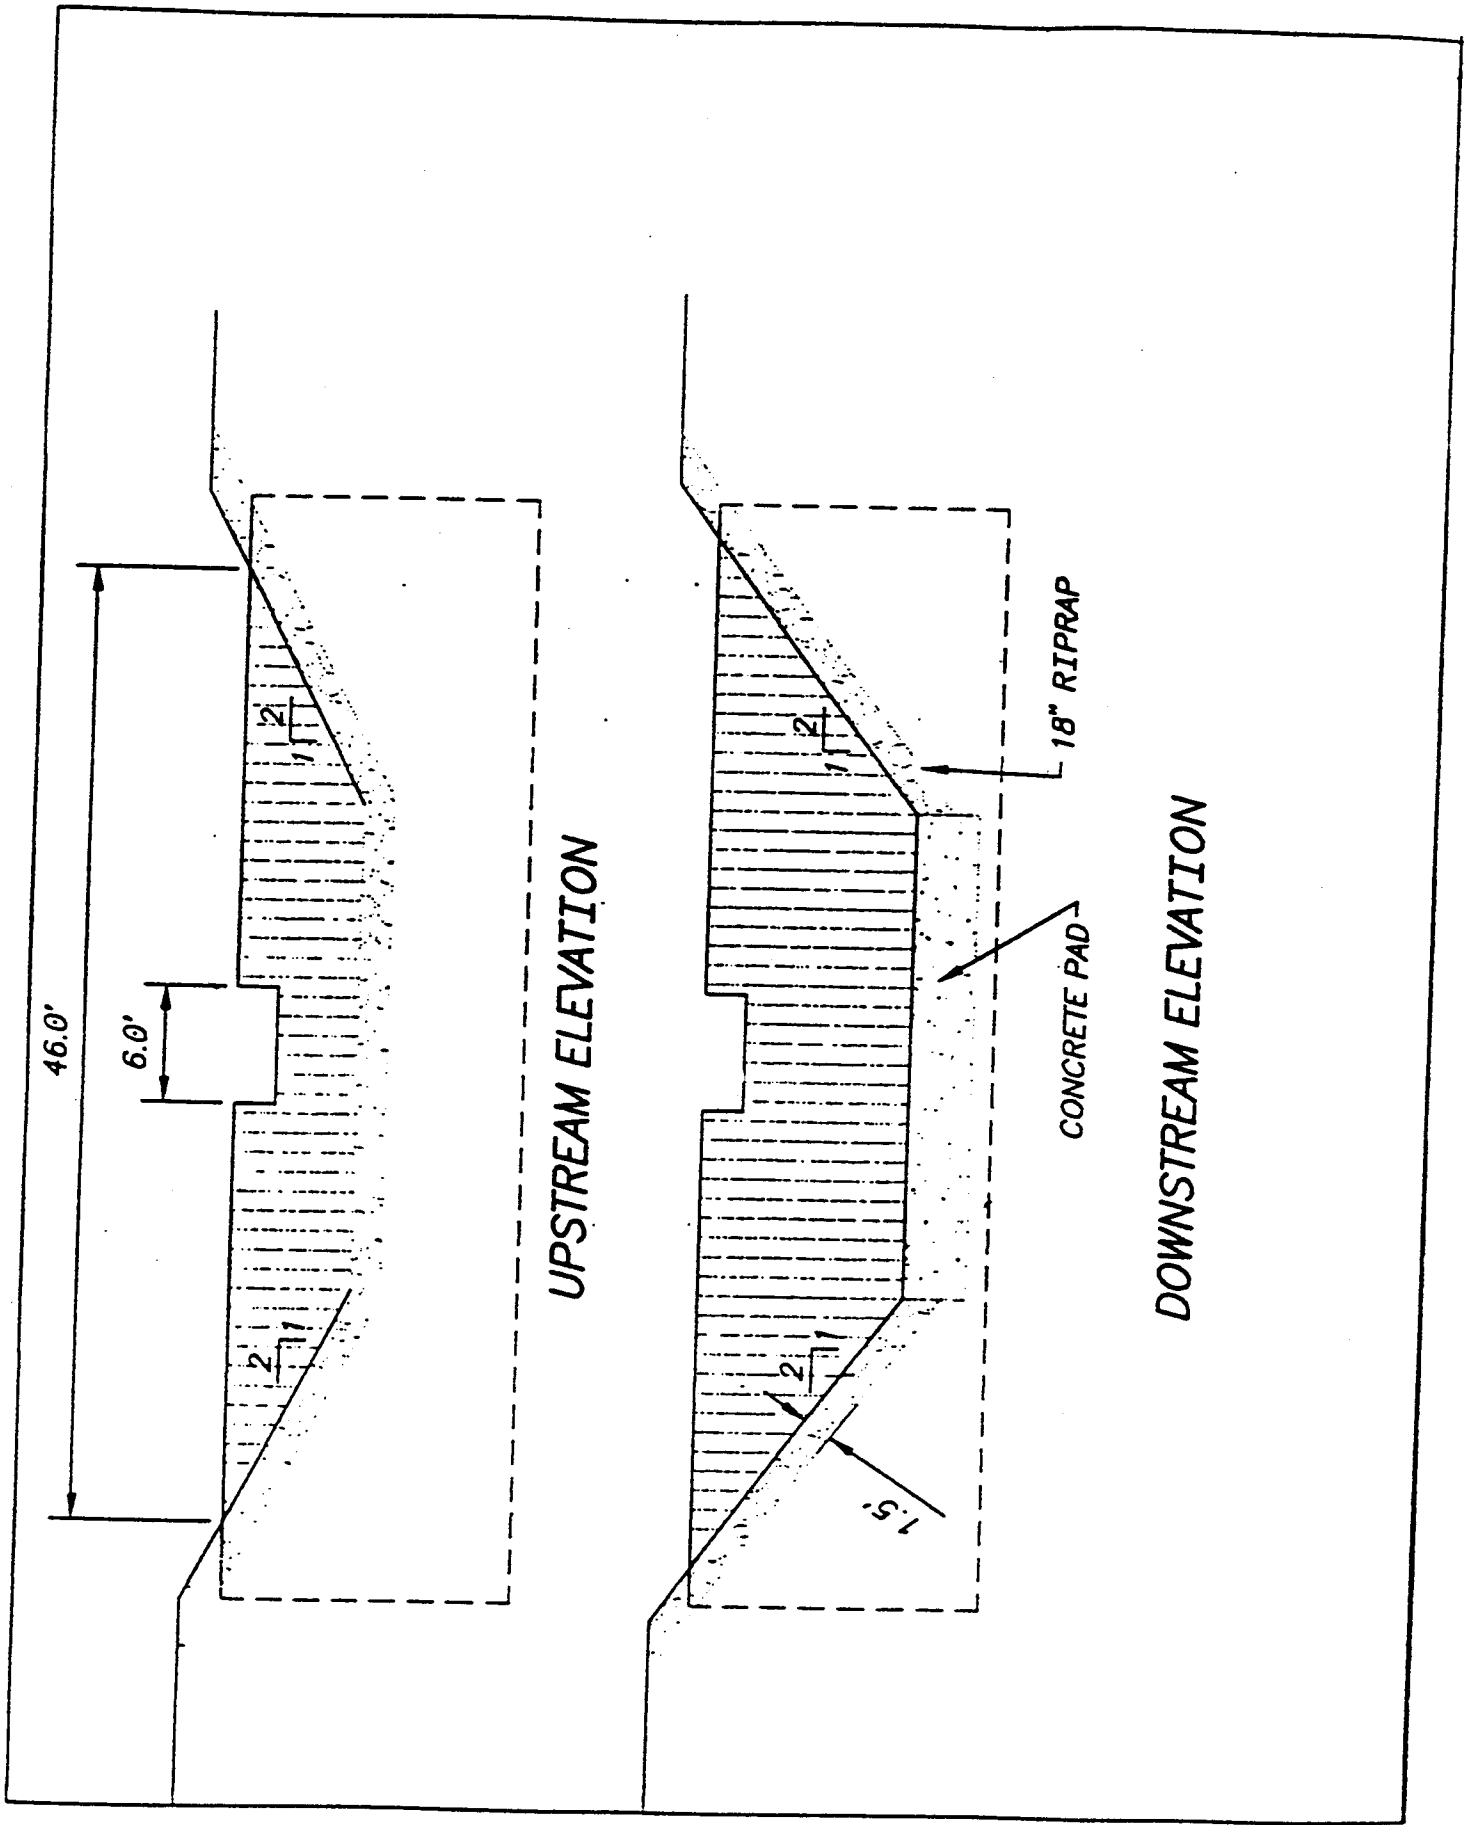 46.0'
6.0'
2
1
2
1
UPSTREAM ELEVATION
2
1
2
1
1.5'
18" RIPRAP
CONCRETE PAD
DOWNSTREAM ELEVATION